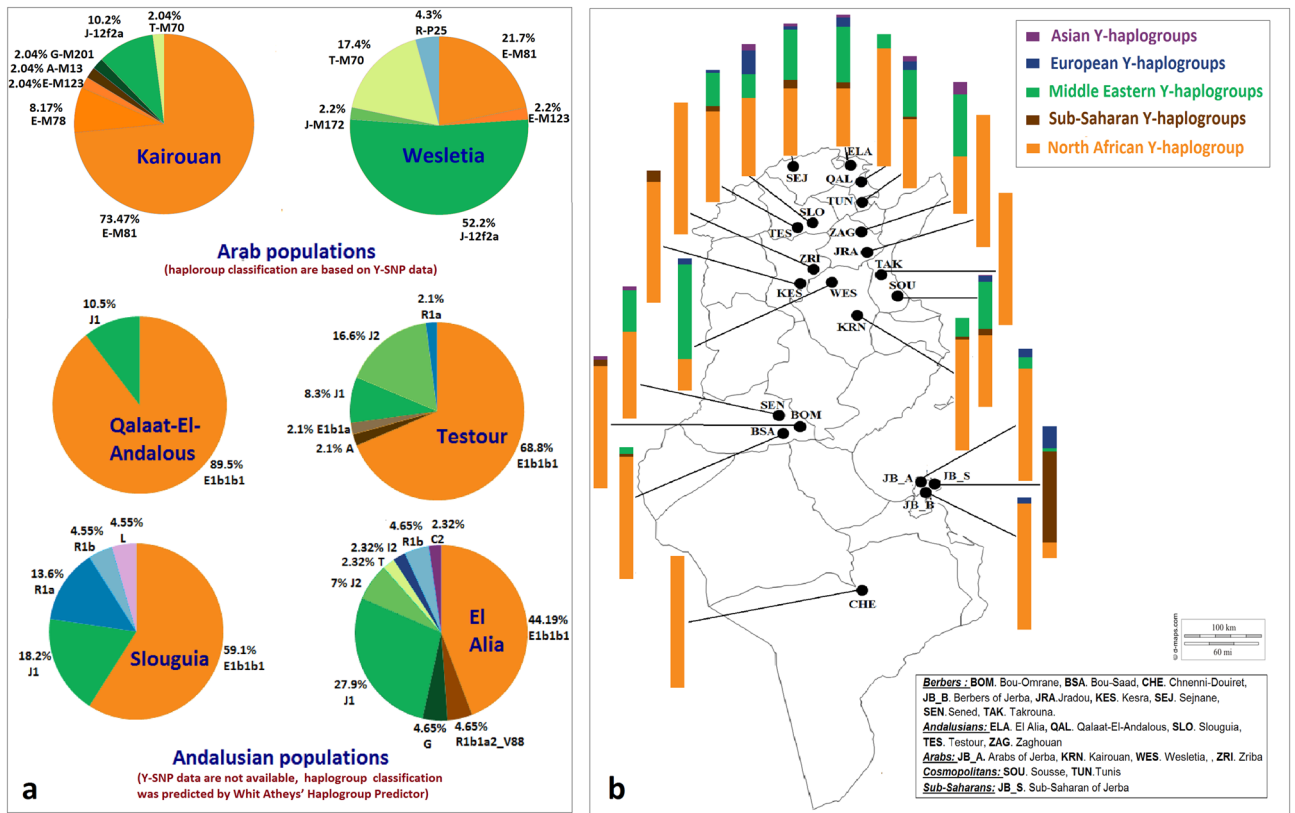 10.2%
J-12f2a
2.04%
T-M70
2.04% G-M201
2.04% A-M13
2.04%E-M123
8.17%
E-M78
Kairouan
73.47%
E-M81
4.3%
R-P25
17.4%
T-M70
21.7%
E-M81
2.2%
J-M172
2.2%
E-M123
Wesletia
52.2%
J-12f2a
Arab populations
(haploroup classification are based on Y-SNP data)
10.5%
J1
Qalaat-El-
Andalous
89.5%
E1b1b1
2.1%
R1a
16.6% J2
8.3% J1
2.1% E1b1a
2.1% A
Testour
68.8%
E1b1b1
4.55%
L
4.55%
R1b
13.6%
R1a
18.2%
J1
Slouguia
59.1%
E1b1b1
4.65%
R1b
2.32%
C2
2.32% I2
2.32% T
7% J2
El
Alia
44.19%
E1b1b1
27.9%
J1
4.65%
G
4.65%
R1b1a2_V88
Andalusian populations
(Y-SNP data are not available, haplogroup classification
was predicted by Whit Atheys' Haplogroup Predictor)
a
Asian Y-haplogroups
European Y-haplogroups
Middle Eastern Y-haplogroups
Sub-Saharan Y-haplogroups
North African Y-haplogroup
SEJ
ELA
QAL
TUN
SLO
TES
ZAG
JRA
ZRI
TAK
KES
WES
SOU
KRN
SEN
BOM
BSA
JB_A
JB_S
JB_B
CHE
© d-maps.com
100 km
60 mi
Berbers : BOM. Bou-Omrane, BSA. Bou-Saad, CHE. Chnenni-Douiret,
JB_B. Berbers of Jerba, JRA.Jradou, KES. Kesra, SEJ. Sejnane,
SEN.Sened, TAK. Takrouna.
Andalusians: ELA. El Alia, QAL. Qalaat-El-Andalous, SLO. Slouguia,
TES. Testour, ZAG. Zaghouan
Arabs: JB_A. Arabs of Jerba, KRN. Kairouan, WES. Wesletia, , ZRI. Zriba
Cosmopolitans: SOU. Sousse, TUN.Tunis
Sub-Saharans: JB_S. Sub-Saharan of Jerba
b